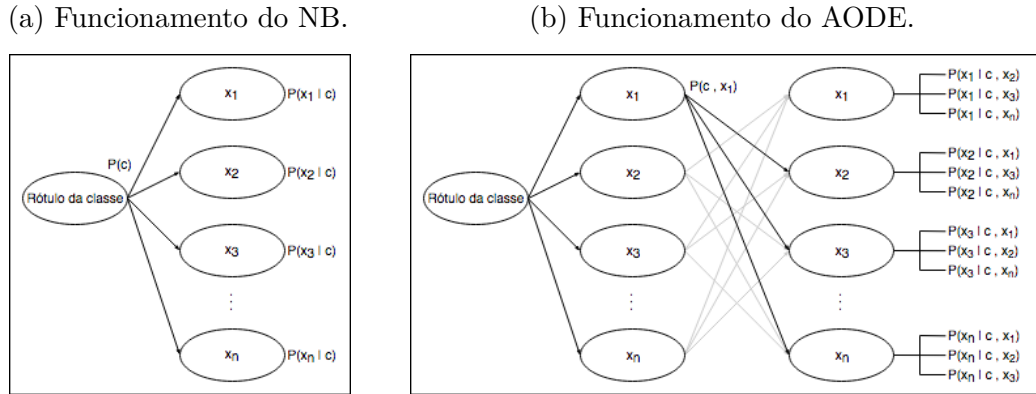 (a) Funcionamento do NB.
P(c)
Rótulo da classe
x1
P(x1 | c)
x2
P(x2 | c)
x3
P(x3 | c)
⋮
xn
P(xn | c)
(b) Funcionamento do AODE.
Rótulo da classe
x1
P(c , x1)
x2
x3
⋮
xn
x1
P(x1 | c , x2)
P(x1 | c , x3)
P(x1 | c , xn)
x2
P(x2 | c , x1)
P(x2 | c , x3)
P(x2 | c , xn)
x3
P(x3 | c , x1)
P(x3 | c , x2)
P(x3 | c , xn)
⋮
xn
P(xn | c , x1)
P(xn | c , x2)
P(xn | c , x3)